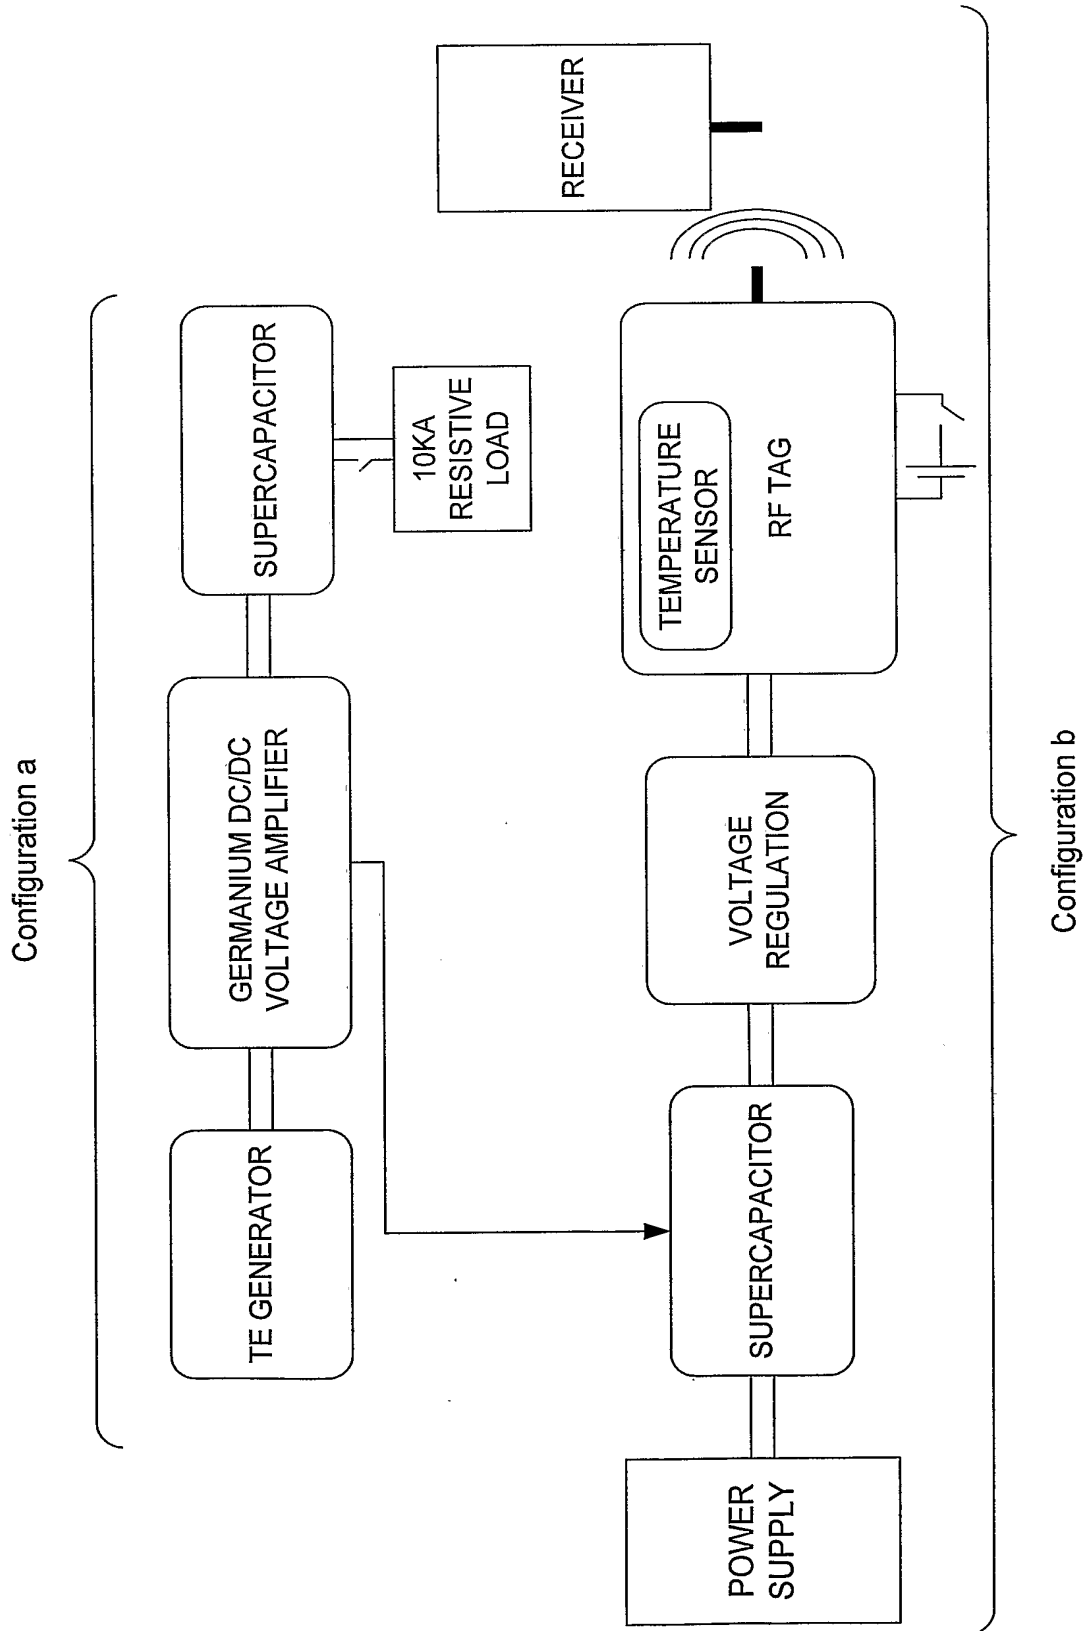 Configuration a
TE GENERATOR
GERMANIUM DC/DC
VOLTAGE AMPLIFIER
SUPERCAPACITOR
10KA
RESISTIVE
LOAD
RECEIVER
POWER
SUPPLY
SUPERCAPACITOR
VOLTAGE
REGULATION
TEMPERATURE
SENSOR
RF TAG
Configuration b